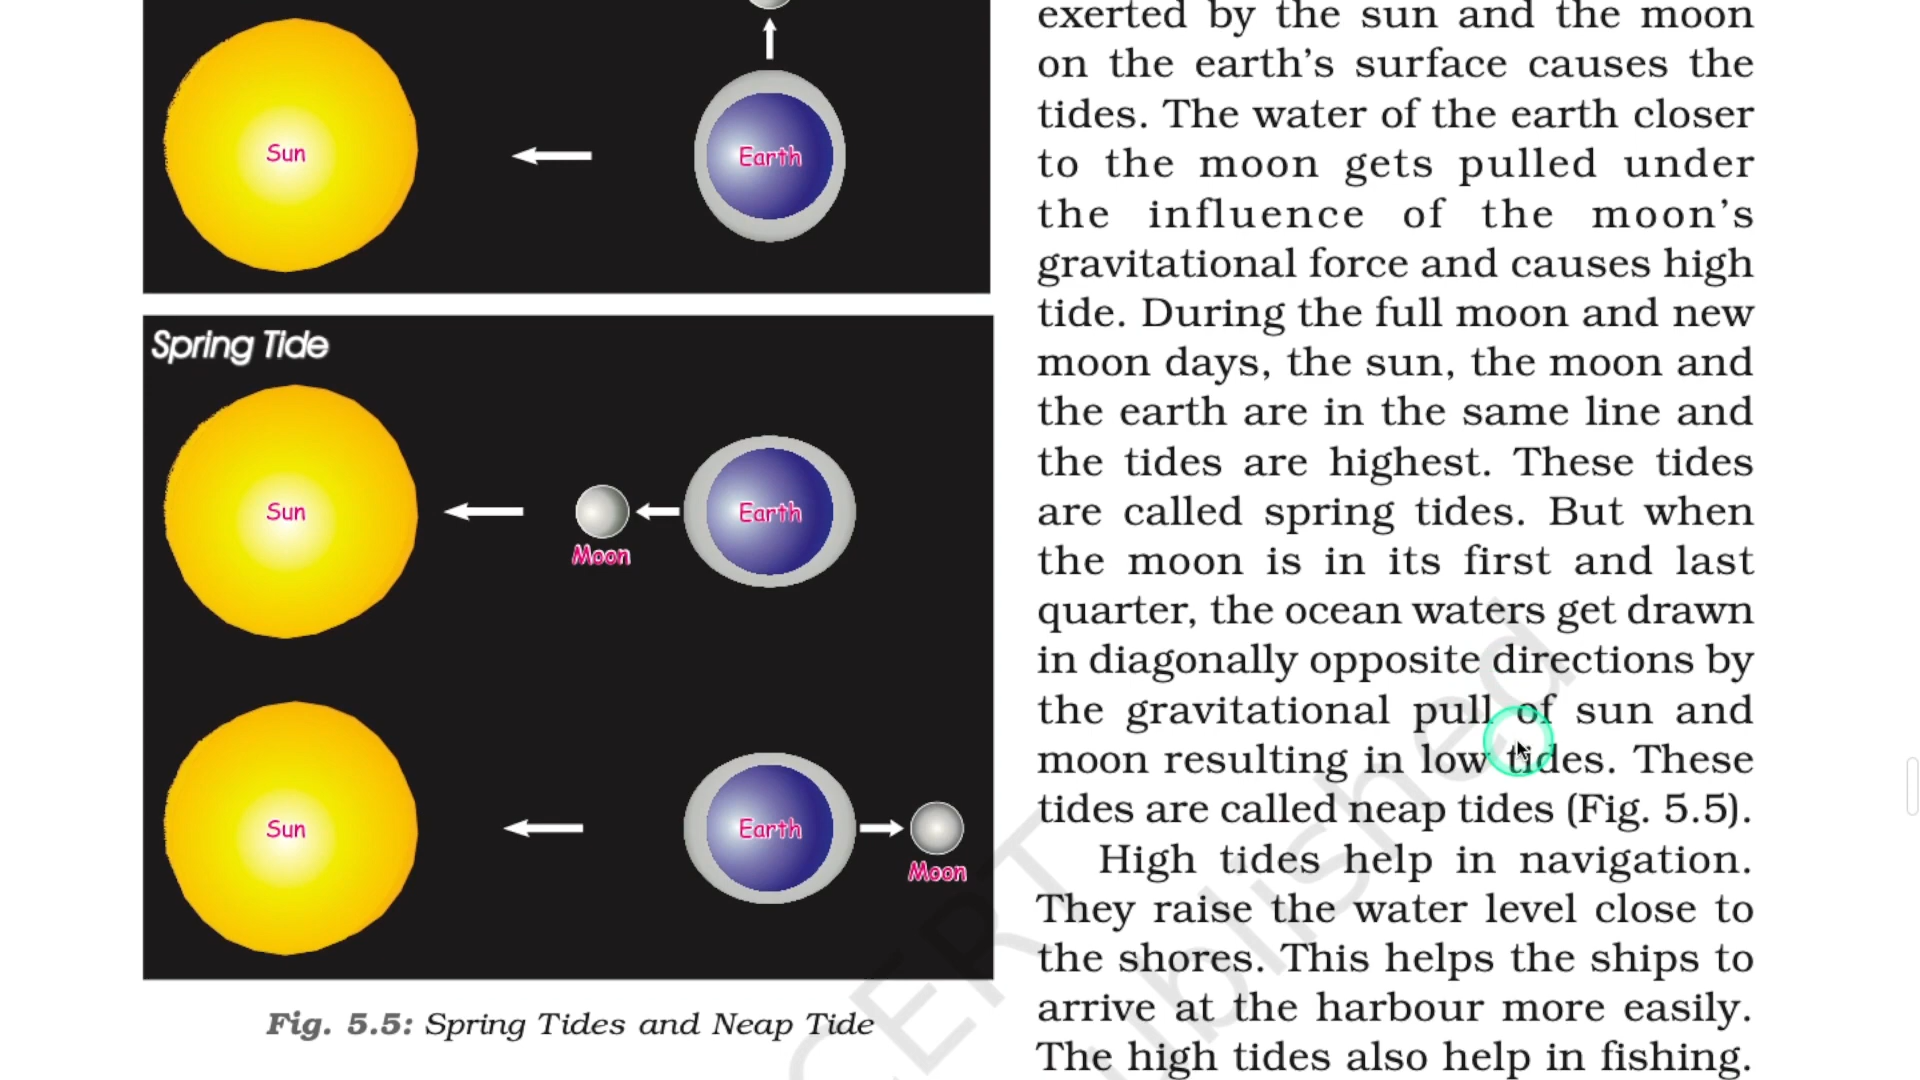 Sun
Earth
Spring Tide
Sun
Moon
Earth
Sun
Earth
Moon
Fig. 5.5: Spring Tides and Neap Tide
exerted by the sun and the moon
on the earth's surface causes the
tides. The water of the earth closer
to the moon gets pulled under
the influence of the moon's
gravitational force and causes high
tide. During the full moon and new
moon days, the sun, the moon and
the earth are in the same line and
the tides are highest. These tides
are called spring tides. But when
the moon is in its first and last
quarter, the ocean waters get drawn
in diagonally opposite directions by
the gravitational pull of sun and
moon resulting in low tides. These
tides are called neap tides (Fig. 5.5).
High tides help in navigation.
They raise the water level close to
the shores. This helps the ships to
arrive at the harbour more easily.
The high tides also help in fishing.